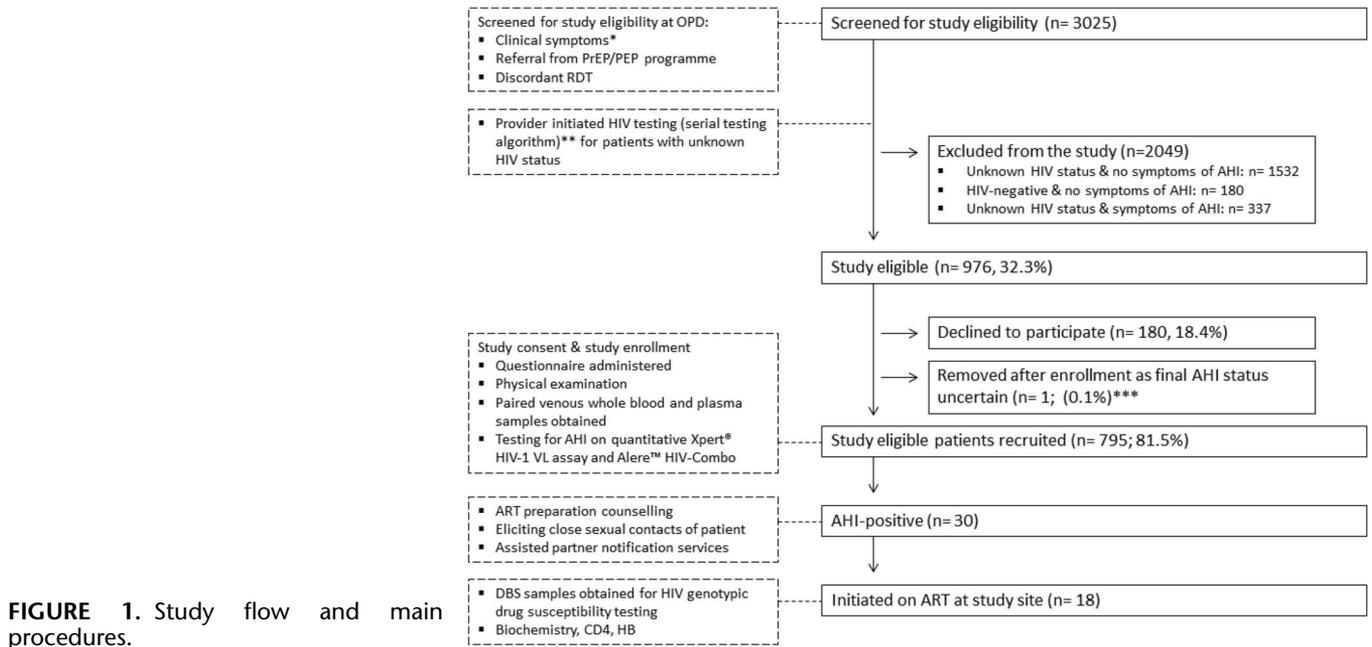 Screened for study eligibility at OPD:
▪ Clinical symptoms*
▪ Referral from PrEP/PEP programme
▪ Discordant RDT
Screened for study eligibility (n= 3025)
▪ Provider initiated HIV testing (serial testing
algorithm)** for patients with unknown
HIV status
Excluded from the study (n=2049)
▪ Unknown HIV status & no symptoms of AHI: n= 1532
▪ HIV-negative & no symptoms of AHI: n= 180
▪ Unknown HIV status & symptoms of AHI: n= 337
Study eligible (n= 976, 32.3%)
Declined to participate (n= 180, 18.4%)
Removed after enrollment as final AHI status
uncertain (n= 1; (0.1%)***
Study consent & study enrollment
▪ Questionnaire administered
▪ Physical examination
▪ Paired venous whole blood and plasma
samples obtained
▪ Testing for AHI on quantitative Xpert®
HIV-1 VL assay and Alere™ HIV-Combo
Study eligible patients recruited (n= 795; 81.5%)
▪ ART preparation counselling
▪ Eliciting close sexual contacts of patient
▪ Assisted partner notification services
AHI-positive (n= 30)
▪ DBS samples obtained for HIV genotypic
drug susceptibility testing
▪ Biochemistry, CD4, HB
Initiated on ART at study site (n= 18)
FIGURE 1. Study flow and main
procedures.